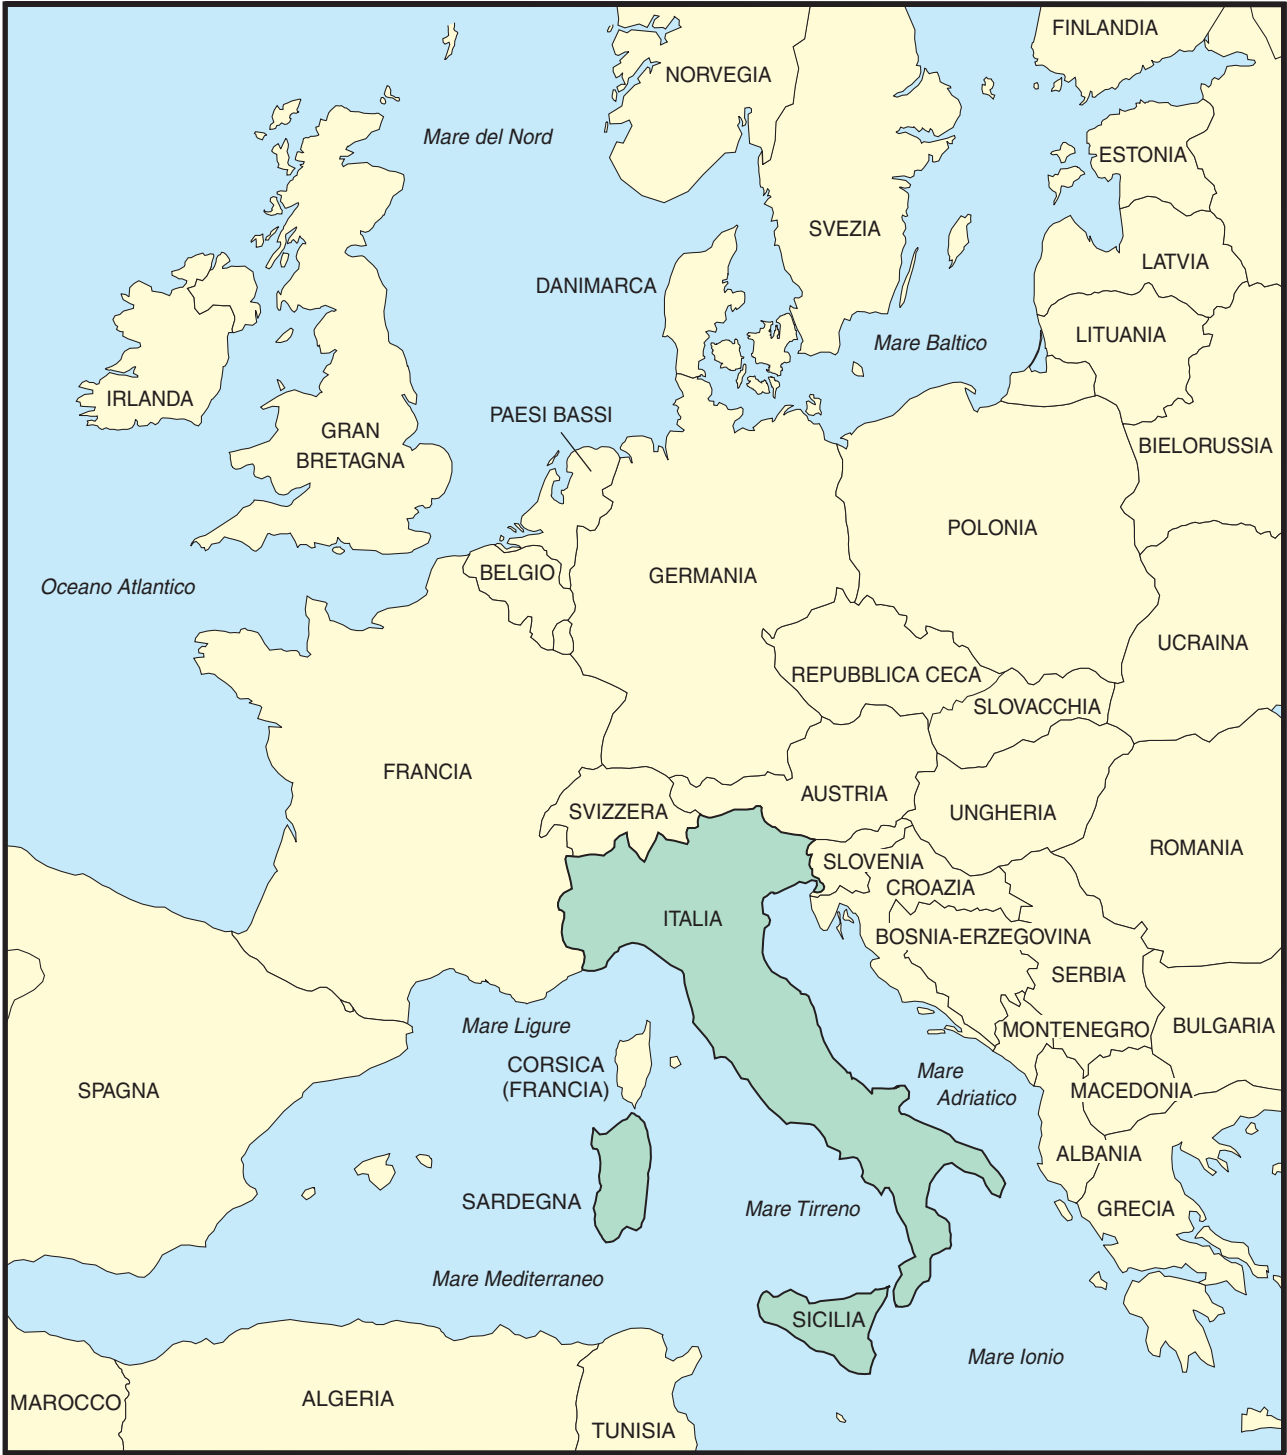 FINLANDIA
NORVEGIA
Mare del Nord
ESTONIA
SVEZIA
LATVIA
DANIMARCA
LITUANIA
Mare Baltico
IRLANDA
PAESI BASSI
GRAN
BRETAGNA
BIELORUSSIA
POLONIA
BELGIO
GERMANIA
Oceano Atlantico
UCRAINA
REPUBBLICA CECA
SLOVACCHIA
FRANCIA
AUSTRIA
SVIZZERA
UNGHERIA
ROMANIA
SLOVENIA
CROAZIA
ITALIA
BOSNIA-ERZEGOVINA
SERBIA
Mare Ligure
MONTENEGRO
BULGARIA
CORSICA
(FRANCIA)
Mare
Adriatico
SPAGNA
MACEDONIA
ALBANIA
SARDEGNA
Mare Tirreno
GRECIA
Mare Mediterraneo
SICILIA
Mare Ionio
MAROCCO
ALGERIA
TUNISIA